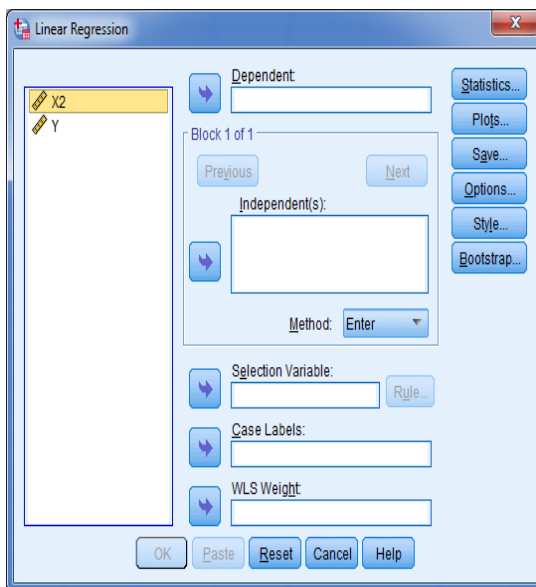 Linear Regression
X2
Y
Dependent:
Block 1 of 1
Previous
Next
Independent(s):
Method: Enter
Selection Variable:
Rule...
Case Labels:
WLS Weight:
Statistics...
Plots...
Save...
Options...
Style...
Bootstrap...
OK Paste Reset Cancel Help